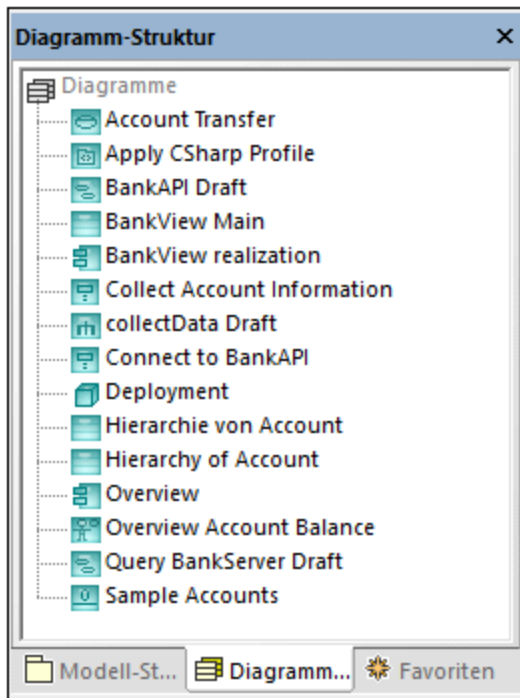 Diagramm-Struktur
Diagramme
Account Transfer
Apply CSharp Profile
BankAPI Draft
BankView Main
BankView realization
Collect Account Information
collectData Draft
Connect to BankAPI
Deployment
Hierarchie von Account
Hierarchy of Account
Overview
Overview Account Balance
Query BankServer Draft
Sample Accounts
Modell-St... Diagramm... Favoriten